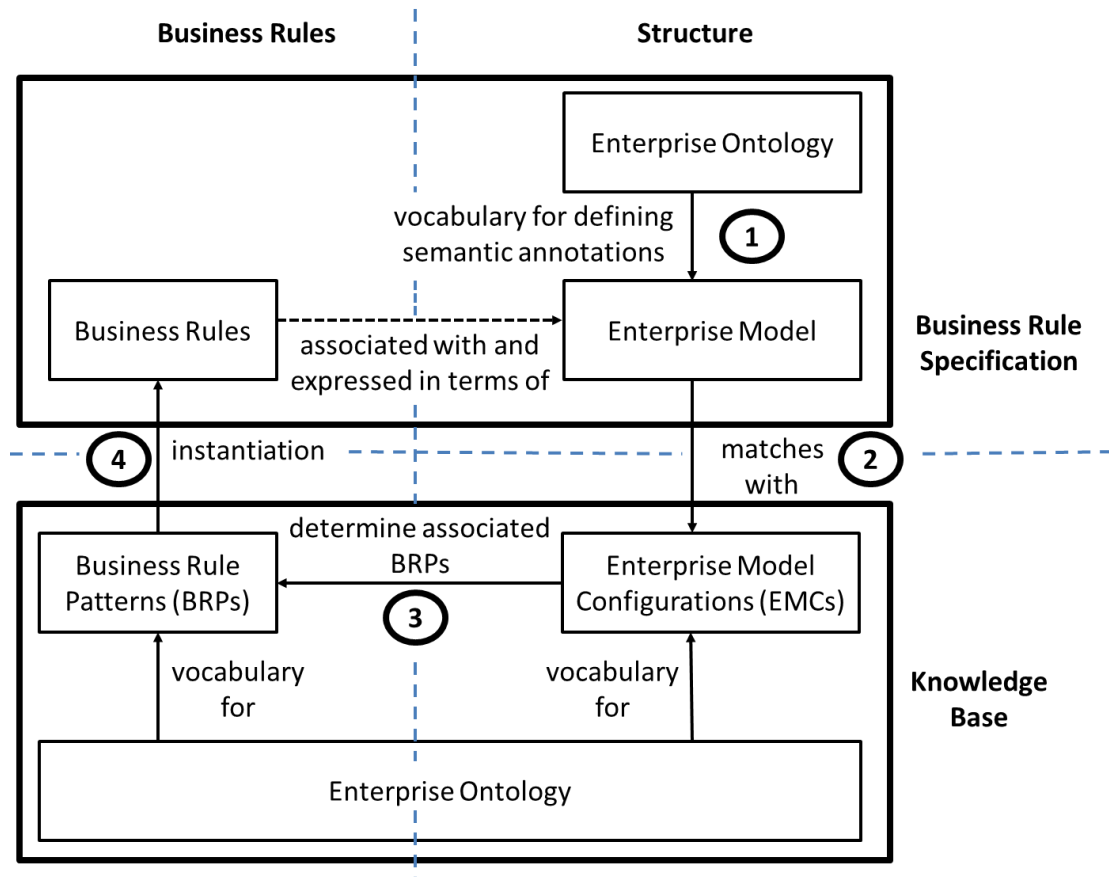 Business Rules
Structure
Enterprise Ontology
vocabulary for defining
semantic annotations
1
Business Rules
associated with and
expressed in terms of
Enterprise Model
Business Rule
Specification
4
instantiation
matches
with
2
determine associated
BRPs
Business Rule
Patterns (BRPs)
3
Enterprise Model
Configurations (EMCs)
vocabulary
for
vocabulary
for
Knowledge
Base
Enterprise Ontology